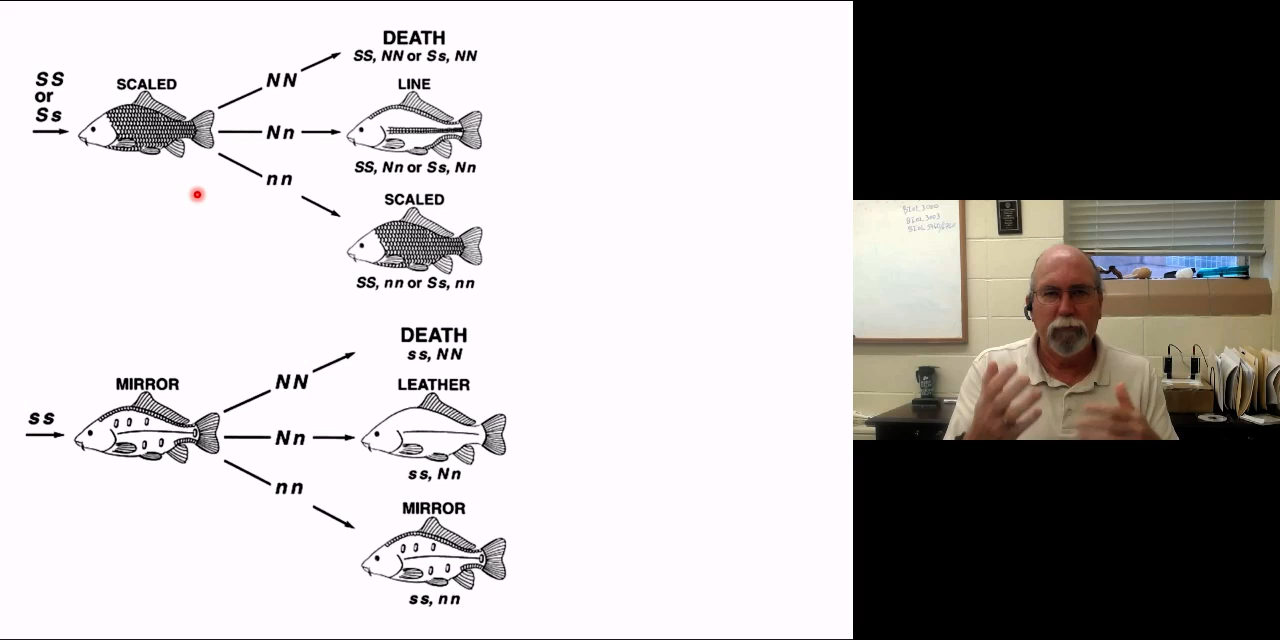 SS
or
Ss
SCALED
NN
Nn
nn
DEATH
SS, NN or Ss, NN
LINE
SS, Nn or Ss, Nn
SCALED
SS, nn or Ss, nn
ss
MIRROR
NN
Nn
nn
DEATH
ss, NN
LEATHER
ss, Nn
MIRROR
ss, nn